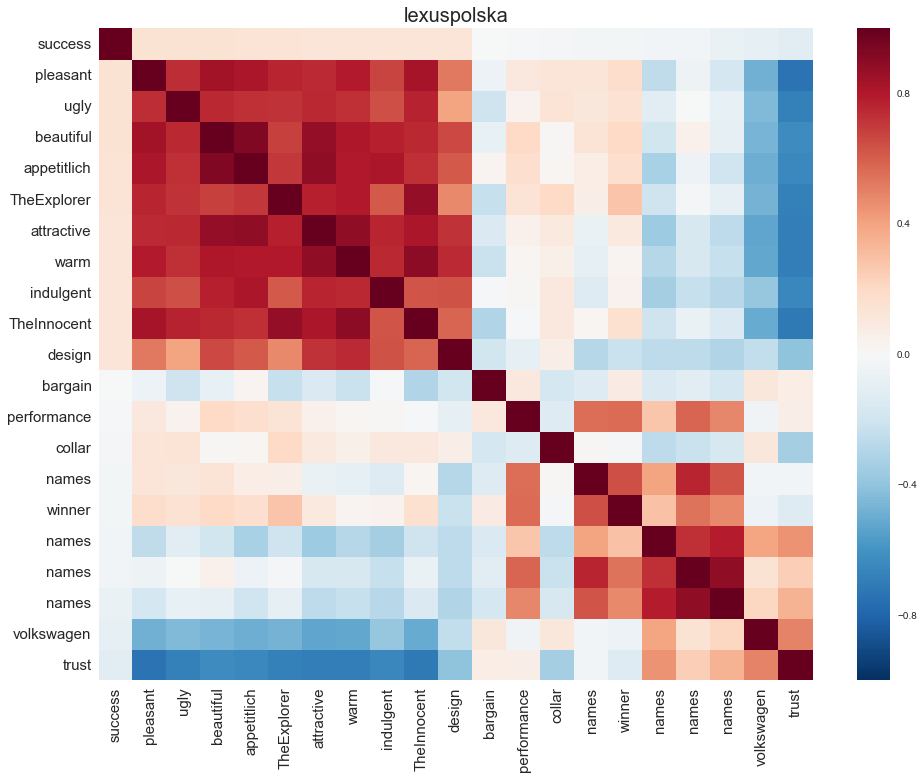 lexuspolska
success
pleasant
ugly
beautiful
appetitlich
TheExplorer
attractive
warm
indulgent
TheInnocent
design
bargain
performance
collar
names
winner
names
names
names
volkswagen
trust
success
pleasant
ugly
beautiful
appetitlich
TheExplorer
attractive
warm
indulgent
TheInnocent
design
bargain
performance
collar
names
winner
names
names
names
volkswagen
trust
0.8
0.4
0.0
−0.4
−0.8